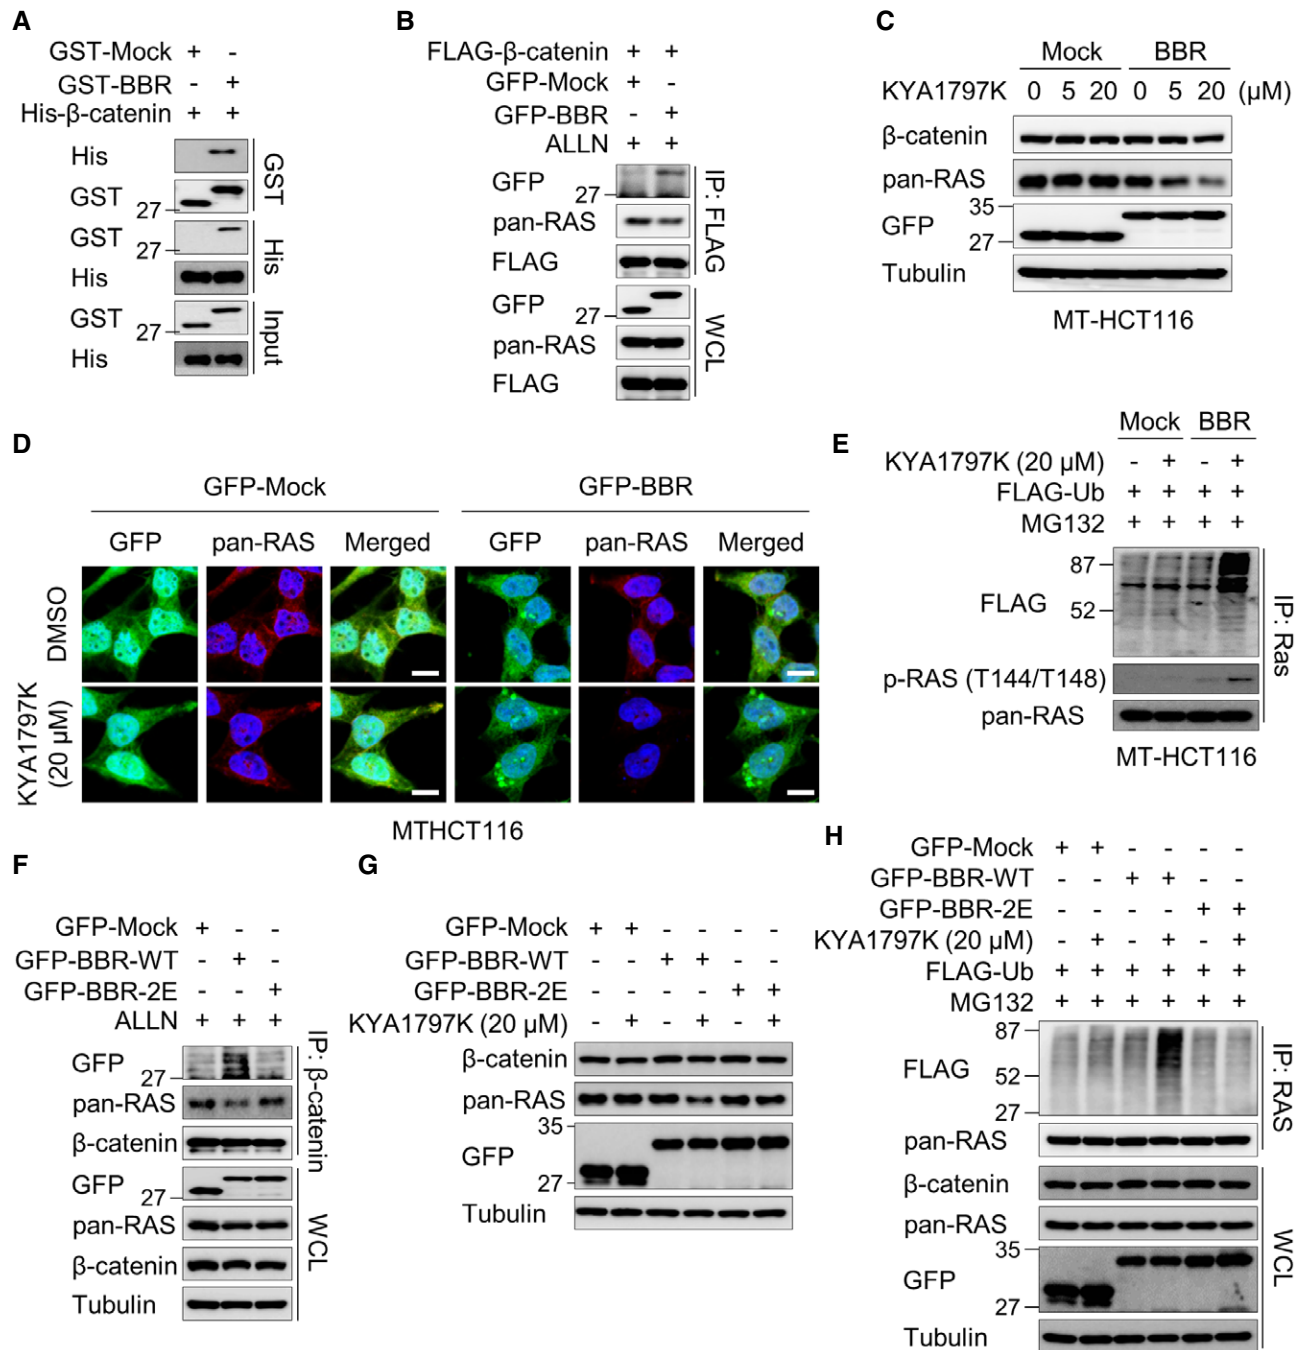 A
GST-Mock + -
GST-BBR - +
His-β-catenin + +
His
GST
27
GST
27
His
GST
27
His
GST
His
Input
B
FLAG-β-catenin + +
GFP-Mock + -
GFP-BBR - +
ALLN + +
GFP
27
pan-RAS
FLAG
GFP
27
pan-RAS
FLAG
IP: FLAG
WCL
C
Mock BBR
KYA1797K 0 5 20 0 5 20 (µM)
β-catenin
pan-RAS
35
GFP
27
Tubulin
MT-HCT116
D
GFP-Mock GFP-BBR
GFP pan-RAS Merged GFP pan-RAS Merged
DMSO
KYA1797K
(20 µM)
MTHCT116
E
Mock BBR
KYA1797K (20 µM) - + - +
FLAG-Ub + + + +
MG132 + + + +
87
FLAG
52
p-RAS (T144/T148)
pan-RAS
IP: Ras
MT-HCT116
F
GFP-Mock + - -
GFP-BBR-WT - + -
GFP-BBR-2E - - +
ALLN + + +
GFP
27
pan-RAS
β-catenin
GFP
27
pan-RAS
β-catenin
Tubulin
IP: β-catenin
WCL
G
GFP-Mock + + - - - -
GFP-BBR-WT - - + + - -
GFP-BBR-2E - - - - + +
KYA1797K (20 µM) - + - + - +
β-catenin
pan-RAS
35
GFP
27
Tubulin
H
GFP-Mock + + - - - -
GFP-BBR-WT - - + + - -
GFP-BBR-2E - - - - + +
KYA1797K (20 µM) - + - + - +
FLAG-Ub + + + + + +
MG132 + + + + + +
87
FLAG
52
27
pan-RAS
β-catenin
pan-RAS
35
GFP
27
Tubulin
IP: RAS
WCL